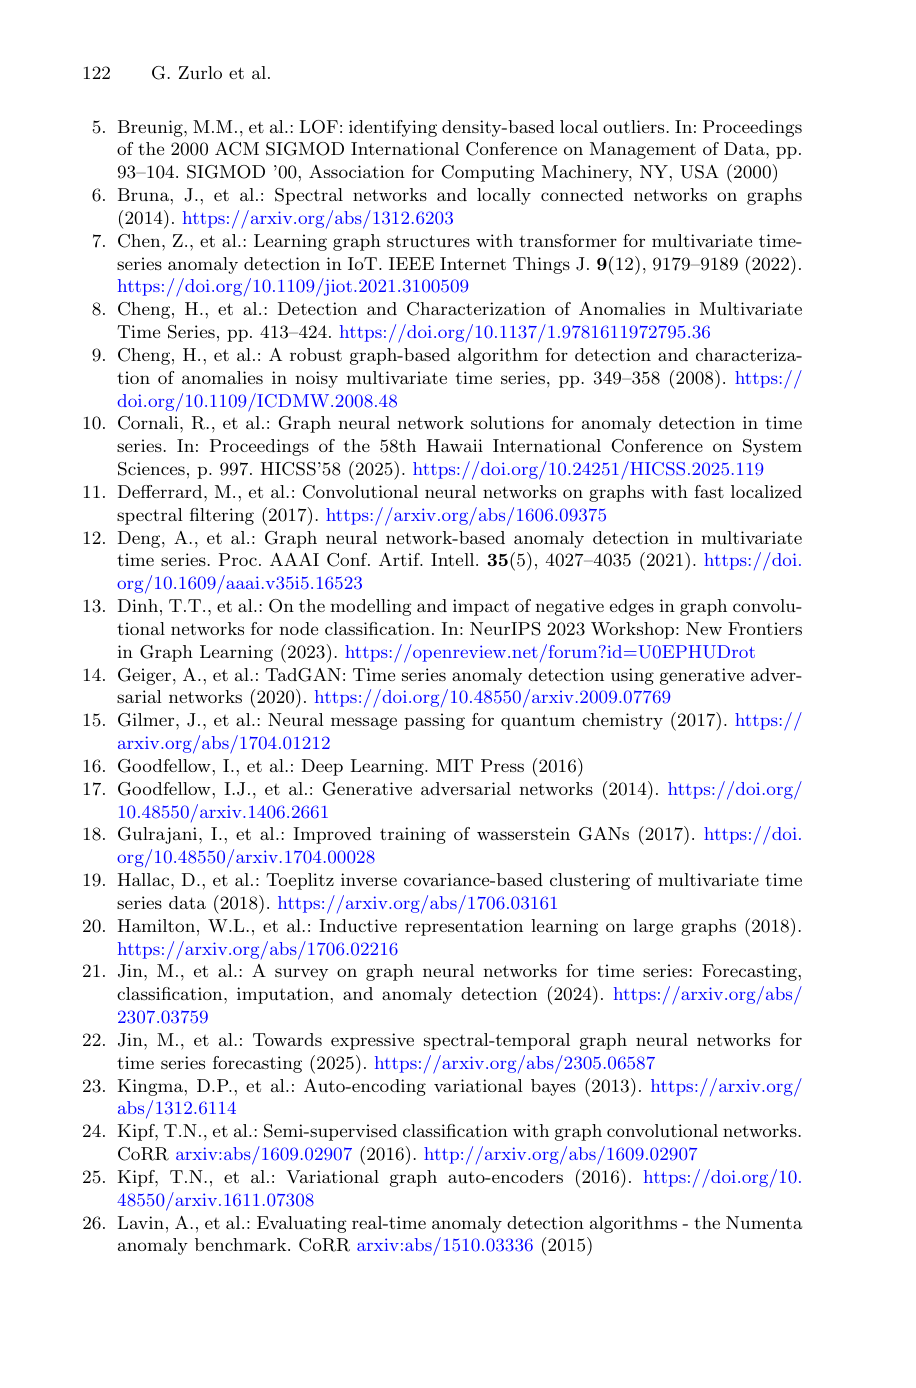 122 G. Zurlo et al.
5. Breunig, M.M., et al.: LOF: identifying density-based local outliers. In: Proceedings
of the 2000 ACM SIGMOD International Conference on Management of Data, pp.
93–104. SIGMOD ’00, Association for Computing Machinery, NY, USA (2000)
6. Bruna, J., et al.: Spectral networks and locally connected networks on graphs
(2014). https://arxiv.org/abs/1312.6203
7. Chen, Z., et al.: Learning graph structures with transformer for multivariate time-
series anomaly detection in IoT. IEEE Internet Things J. 9(12), 9179–9189 (2022).
https://doi.org/10.1109/jiot.2021.3100509
8. Cheng, H., et al.: Detection and Characterization of Anomalies in Multivariate
Time Series, pp. 413–424. https://doi.org/10.1137/1.9781611972795.36
9. Cheng, H., et al.: A robust graph-based algorithm for detection and characteriza-
tion of anomalies in noisy multivariate time series, pp. 349–358 (2008). https://
doi.org/10.1109/ICDMW.2008.48
10. Cornali, R., et al.: Graph neural network solutions for anomaly detection in time
series. In: Proceedings of the 58th Hawaii International Conference on System
Sciences, p. 997. HICSS’58 (2025). https://doi.org/10.24251/HICSS.2025.119
11. Defferrard, M., et al.: Convolutional neural networks on graphs with fast localized
spectral filtering (2017). https://arxiv.org/abs/1606.09375
12. Deng, A., et al.: Graph neural network-based anomaly detection in multivariate
time series. Proc. AAAI Conf. Artif. Intell. 35(5), 4027–4035 (2021). https://doi.
org/10.1609/aaai.v35i5.16523
13. Dinh, T.T., et al.: On the modelling and impact of negative edges in graph convolu-
tional networks for node classification. In: NeurIPS 2023 Workshop: New Frontiers
in Graph Learning (2023). https://openreview.net/forum?id=U0EPHUDrot
14. Geiger, A., et al.: TadGAN: Time series anomaly detection using generative adver-
sarial networks (2020). https://doi.org/10.48550/arxiv.2009.07769
15. Gilmer, J., et al.: Neural message passing for quantum chemistry (2017). https://
arxiv.org/abs/1704.01212
16. Goodfellow, I., et al.: Deep Learning. MIT Press (2016)
17. Goodfellow, I.J., et al.: Generative adversarial networks (2014). https://doi.org/
10.48550/arxiv.1406.2661
18. Gulrajani, I., et al.: Improved training of wasserstein GANs (2017). https://doi.
org/10.48550/arxiv.1704.00028
19. Hallac, D., et al.: Toeplitz inverse covariance-based clustering of multivariate time
series data (2018). https://arxiv.org/abs/1706.03161
20. Hamilton, W.L., et al.: Inductive representation learning on large graphs (2018).
https://arxiv.org/abs/1706.02216
21. Jin, M., et al.: A survey on graph neural networks for time series: Forecasting,
classification, imputation, and anomaly detection (2024). https://arxiv.org/abs/
2307.03759
22. Jin, M., et al.: Towards expressive spectral-temporal graph neural networks for
time series forecasting (2025). https://arxiv.org/abs/2305.06587
23. Kingma, D.P., et al.: Auto-encoding variational bayes (2013). https://arxiv.org/
abs/1312.6114
24. Kipf, T.N., et al.: Semi-supervised classification with graph convolutional networks.
CoRR arxiv:abs/1609.02907 (2016). http://arxiv.org/abs/1609.02907
25. Kipf, T.N., et al.: Variational graph auto-encoders (2016). https://doi.org/10.
48550/arxiv.1611.07308
26. Lavin, A., et al.: Evaluating real-time anomaly detection algorithms - the Numenta
anomaly benchmark. CoRR arxiv:abs/1510.03336 (2015)